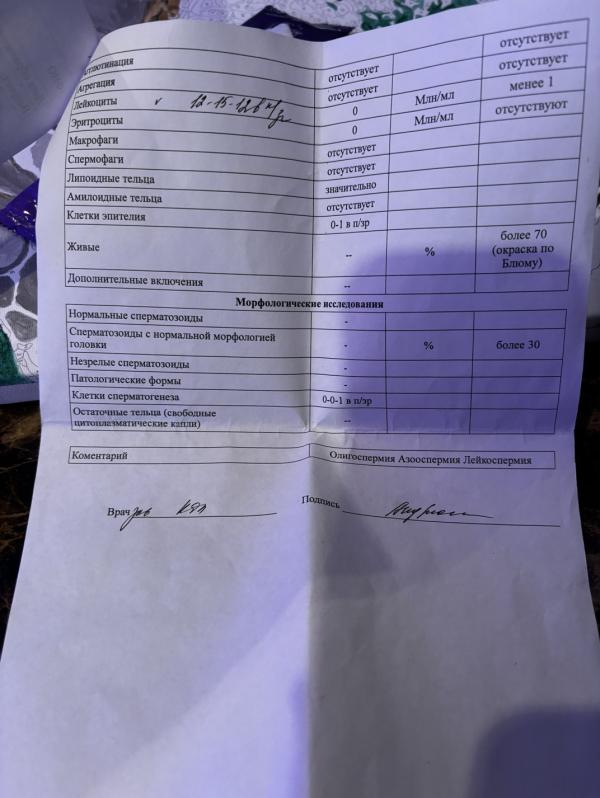 Агглютинация отсутствует отсутствует
Агрегация отсутствует отсутствует
Лейкоциты v 12-15-12 в п/зр 0 Млн/мл менее 1
Эритроциты 0 Млн/мл отсутствуют
Макрофаги отсутствует
Спермофаги отсутствует
Липоидные тельца значительно
Амилоидные тельца отсутствует
Клетки эпителия 0-1 в п/зр
Живые -- % более 70
(окраска по
Блюму)
Дополнительные включения --
Морфологические исследования
Нормальные сперматозоиды -
Сперматозоиды с нормальной морфологией
головки - % более 30
Незрелые сперматозоиды -
Патологические формы -
Клетки сперматогенеза 0-0-1 в п/зр
Остаточные тельца (свободные
цитоплазматические капли) --
Коментарий Олигоспермия Азооспермия Лейкоспермия
Врач зав КДЛ Подпись